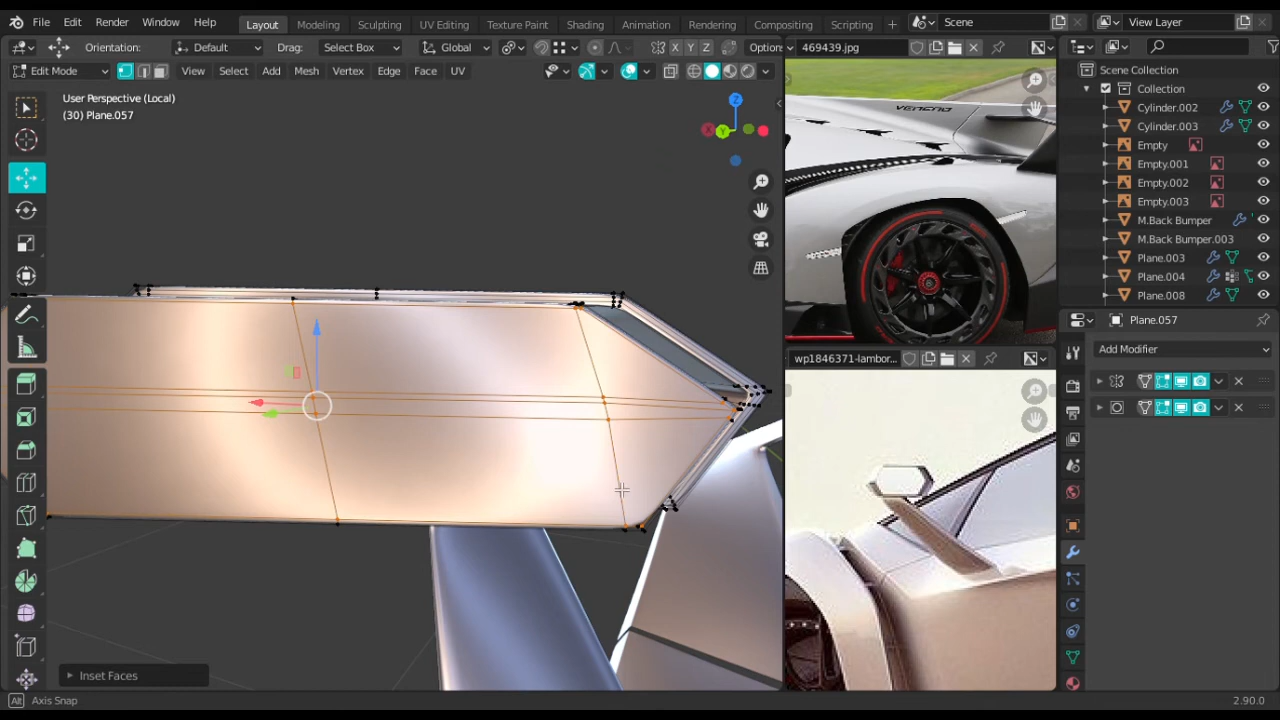 File Edit Render Window Help Layout Modeling Sculpting UV Editing Texture Paint Shading Animation Rendering Compositing Scripting + Scene View Layer
Orientation: Default Drag: Select Box Global X Y Z Options
469439.jpg
Edit Mode View Select Add Mesh Vertex Edge Face UV
User Perspective (Local)
(30) Plane.057
Z
X
Y
VENENO
Scene Collection
Collection
Cylinder.002
Cylinder.003
Empty
Empty.001
Empty.002
Empty.003
M.Back Bumper
M.Back Bumper.003
Plane.003
Plane.004
Plane.008
Plane.057
Add Modifier
wp1846371-lambor...
Inset Faces
Alt Axis Snap
2.90.0